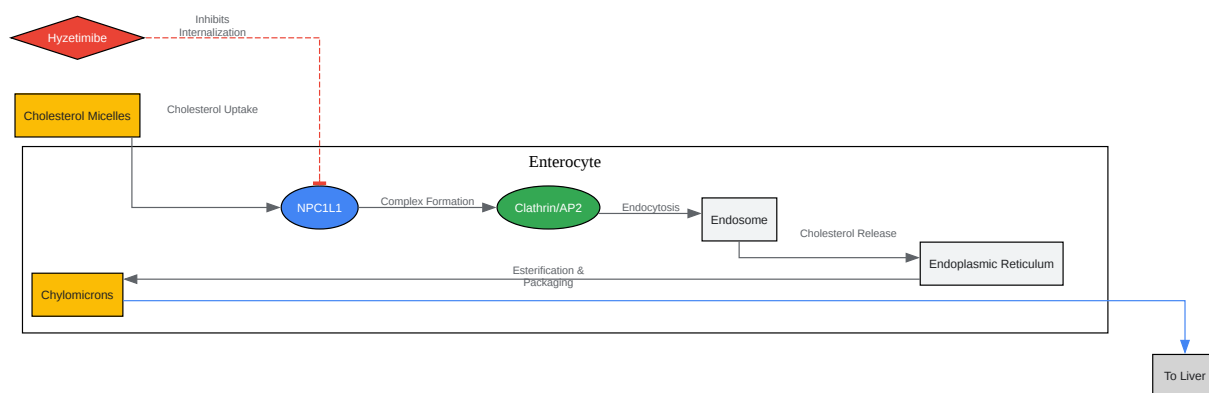 Inhibits
Internalization
Hyzetimibe
Cholesterol Micelles
Cholesterol Uptake
Enterocyte
NPC1L1
Complex Formation
Clathrin/AP2
Endocytosis
Endosome
Cholesterol Release
Endoplasmic Reticulum
Esterification &
Packaging
Chylomicrons
To Liver